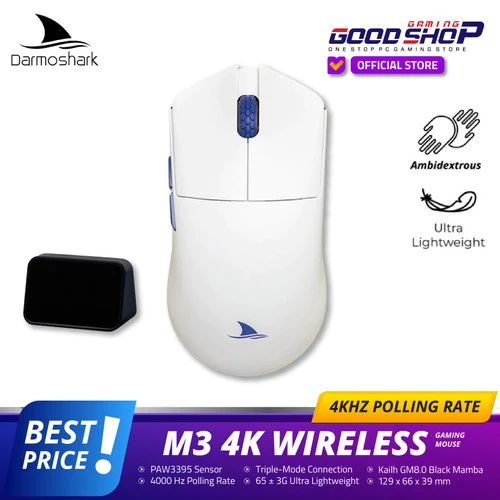 Darmoshark
GAMING
GOODSHOP
ONE STOP PC GAMING STORE
OFFICIAL STORE
Ambidextrous
Ultra
Lightweight
4KHZ POLLING RATE
BEST
PRICE!
M3 4K WIRELESS
GAMING
MOUSE
• PAW3395 Sensor
• Triple-Mode Connection
• Kailh GM8.0 Black Mamba
• 4000 Hz Polling Rate
• 65 ± 3G Ultra Lightweight
• 129 x 66 x 39 mm